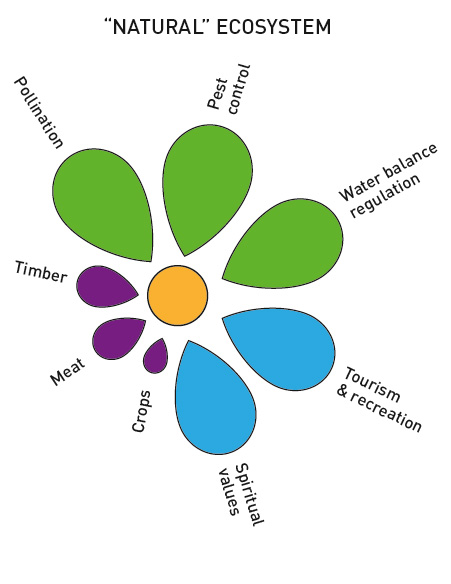 “NATURAL” ECOSYSTEM
Pest
control
Pollination
Water balance
regulation
Timber
Meat
Crops
Tourism
& recreation
Spiritual
values